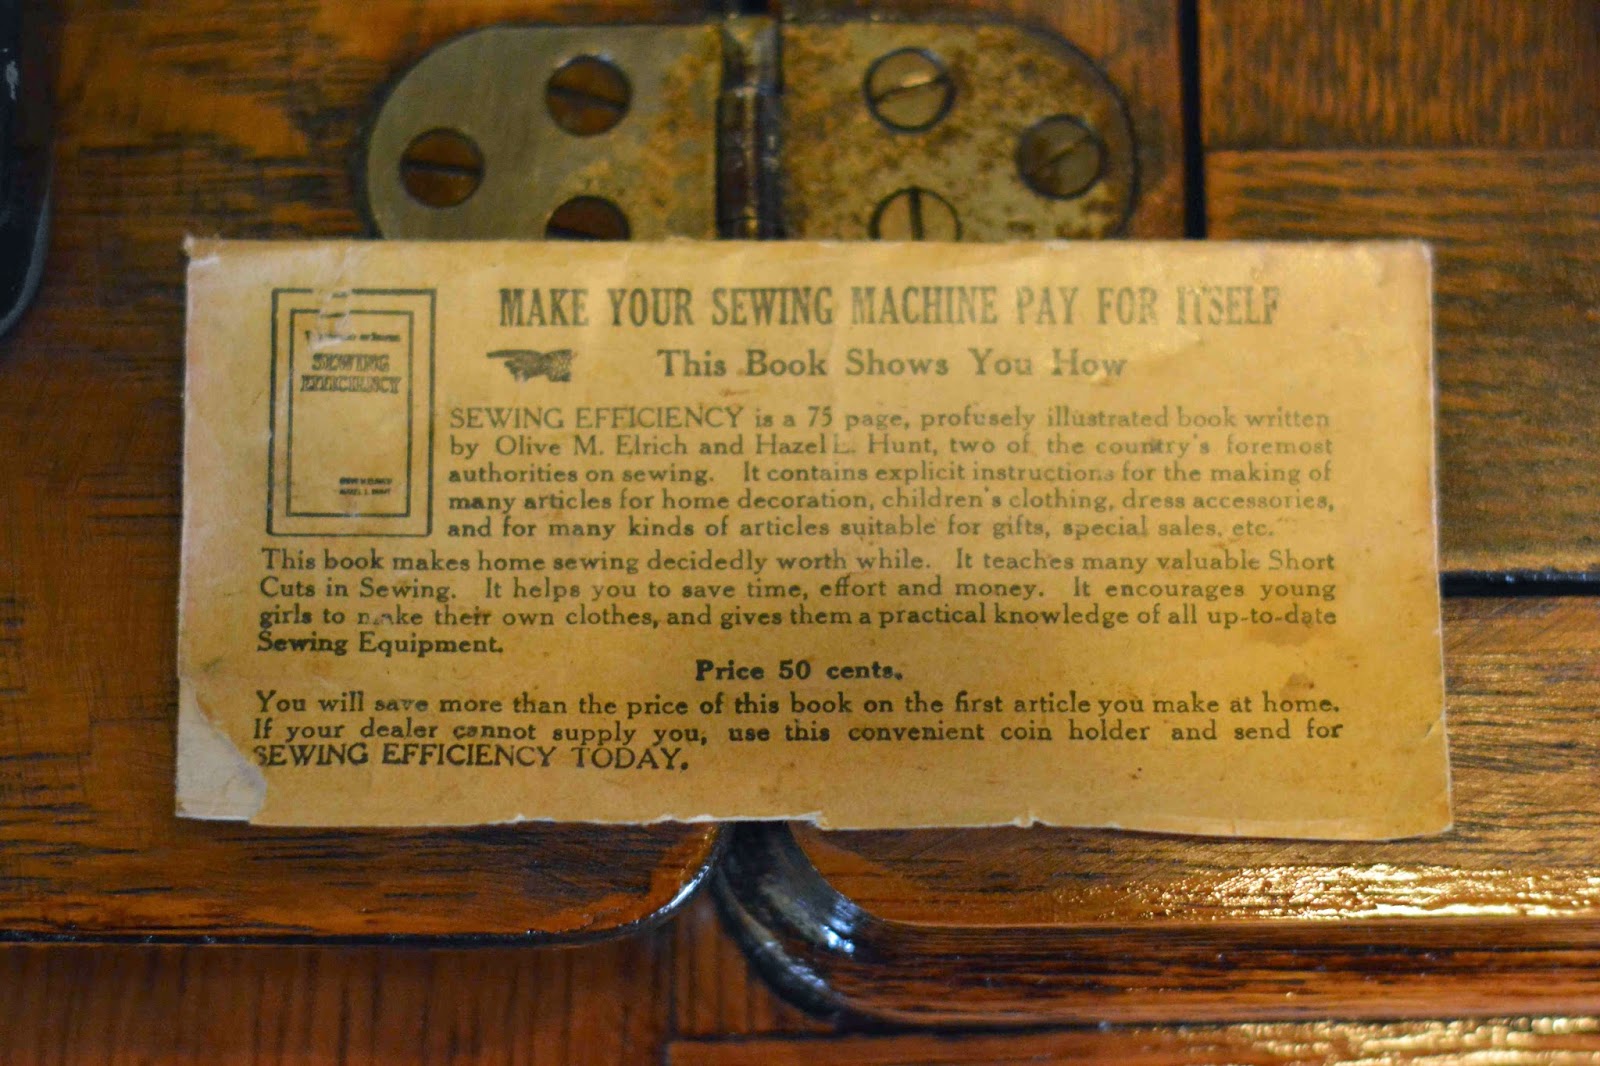 MAKE YOUR SEWING MACHINE PAY FOR ITSELF
This Book Shows You How
SEWING
EFFICIENCY
SEWING EFFICIENCY is a 75 page, profusely illustrated book written
by Olive M. Elrich and Hazel L. Hunt, two of the country's foremost
authorities on sewing. It contains explicit instructions for the making of
many articles for home decoration, children's clothing, dress accessories,
and for many kinds of articles suitable for gifts, special sales, etc.
This book makes home sewing decidedly worth while. It teaches many valuable Short
Cuts in Sewing. It helps you to save time, effort and money. It encourages young
girls to make their own clothes, and gives them a practical knowledge of all up-to-date
Sewing Equipment.
Price 50 cents.
You will save more than the price of this book on the first article you make at home.
If your dealer cannot supply you, use this convenient coin holder and send for
SEWING EFFICIENCY TODAY.